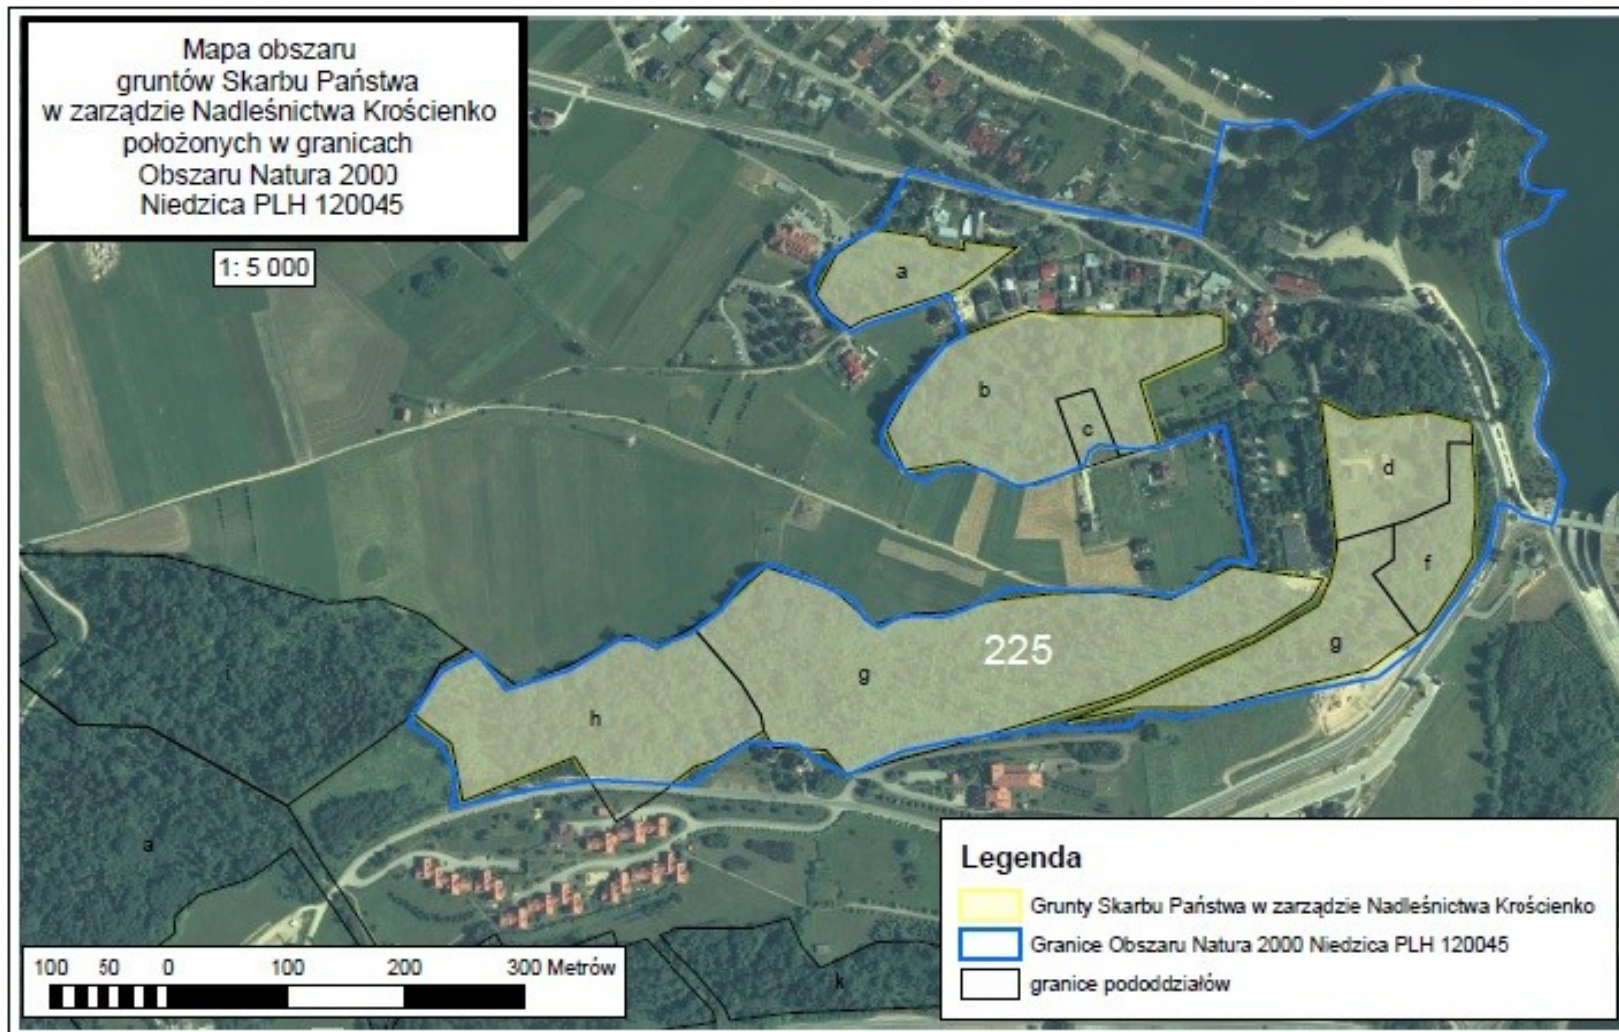 Mapa obszaru
gruntów Skarbu Państwa
w zarządzie Nadleśnictwa Krościenko
położonych w granicach
Obszaru Natura 2000
Niedzica PLH 120045
1: 5 000
a
b
c
d
f
225
g
g
h
i
a
k
Legenda
Grunty Skarbu Państwa w zarządzie Nadleśnictwa Krościenko
Granice Obszaru Natura 2000 Niedzica PLH 120045
granice pododdziałów
100 50 0 100 200 300 Metrów